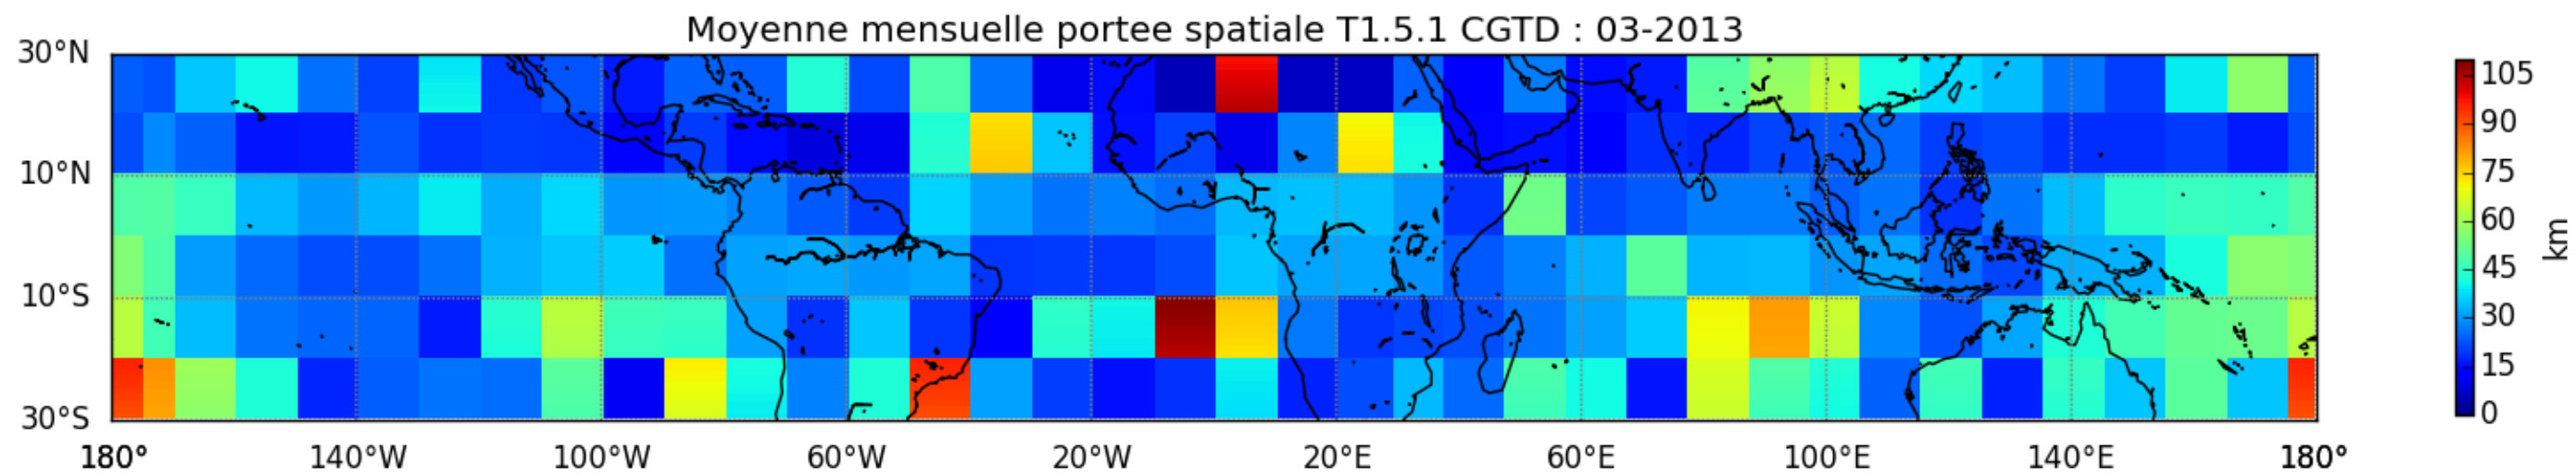 Moyenne mensuelle portee spatiale T1.5.1 CGTD : 03-2013
30°N
10°N
10°S
30°S
180° 140°W 100°W 60°W 20°W 20°E 60°E 100°E 140°E 180°
105
90
75
60
45
30
15
0
km